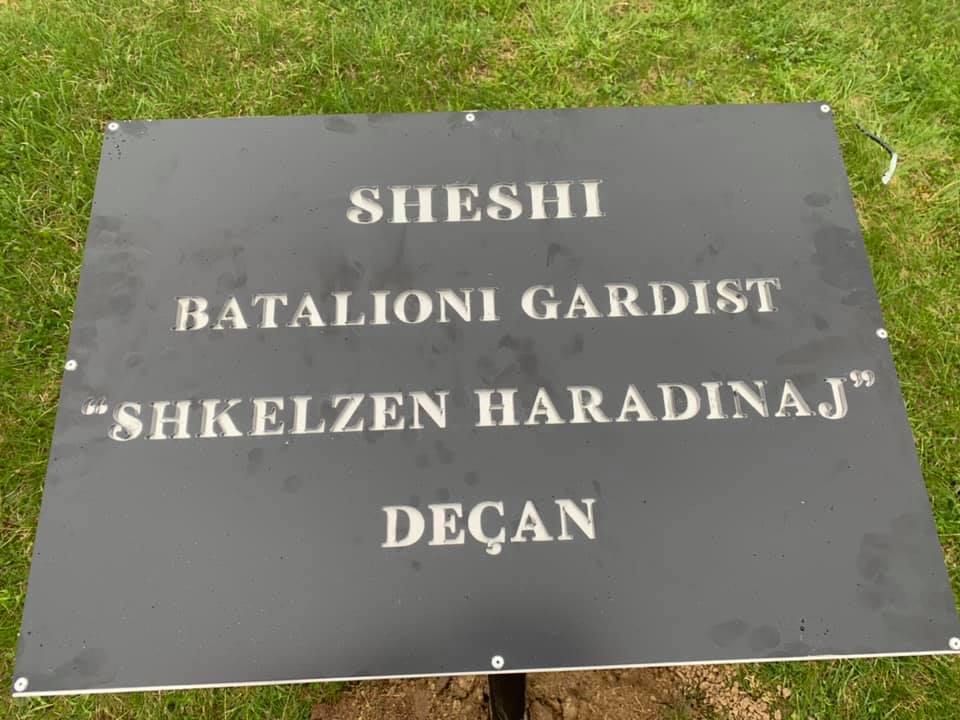 SHESHI
BATALIONI GARDIST
“SHKELZEN HARADINAJ”
DEÇAN